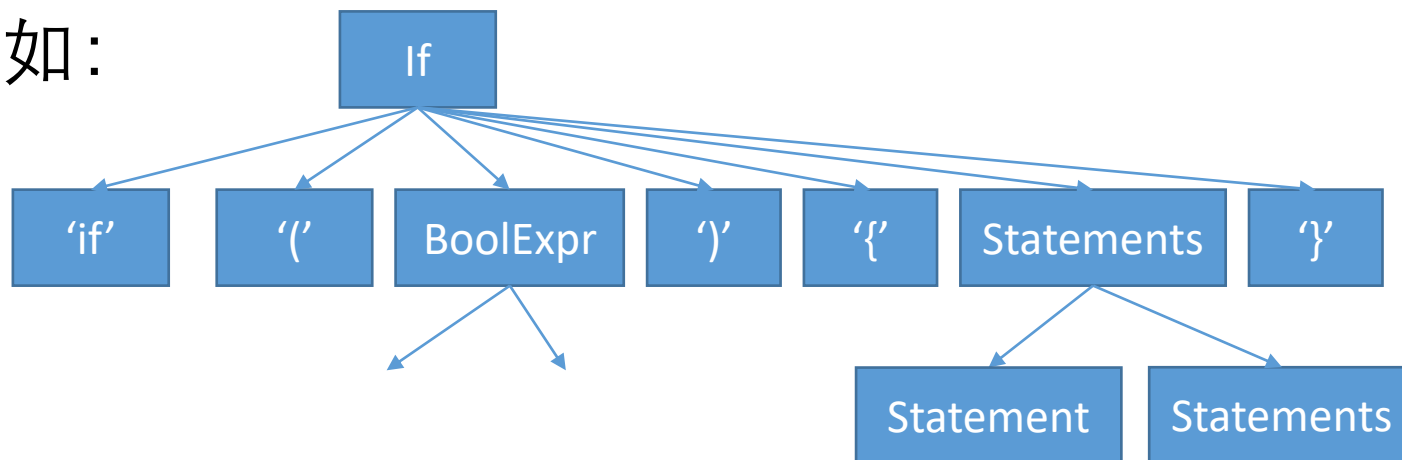 如：
If
‘if’ ‘(’ BoolExpr ‘)’ ‘{’ Statements ‘}’
Statement Statements